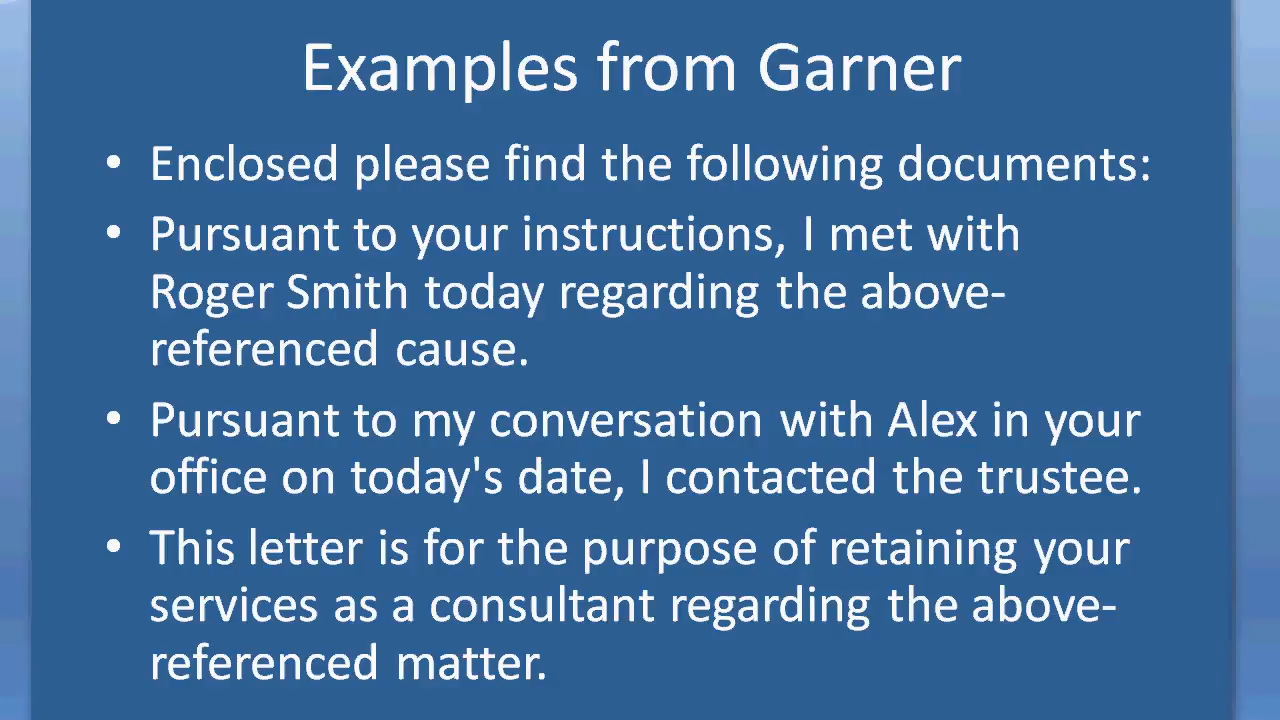 Examples from Garner
• Enclosed please find the following documents:
• Pursuant to your instructions, I met with
Roger Smith today regarding the above-
referenced cause.
• Pursuant to my conversation with Alex in your
office on today's date, I contacted the trustee.
• This letter is for the purpose of retaining your
services as a consultant regarding the above-
referenced matter.